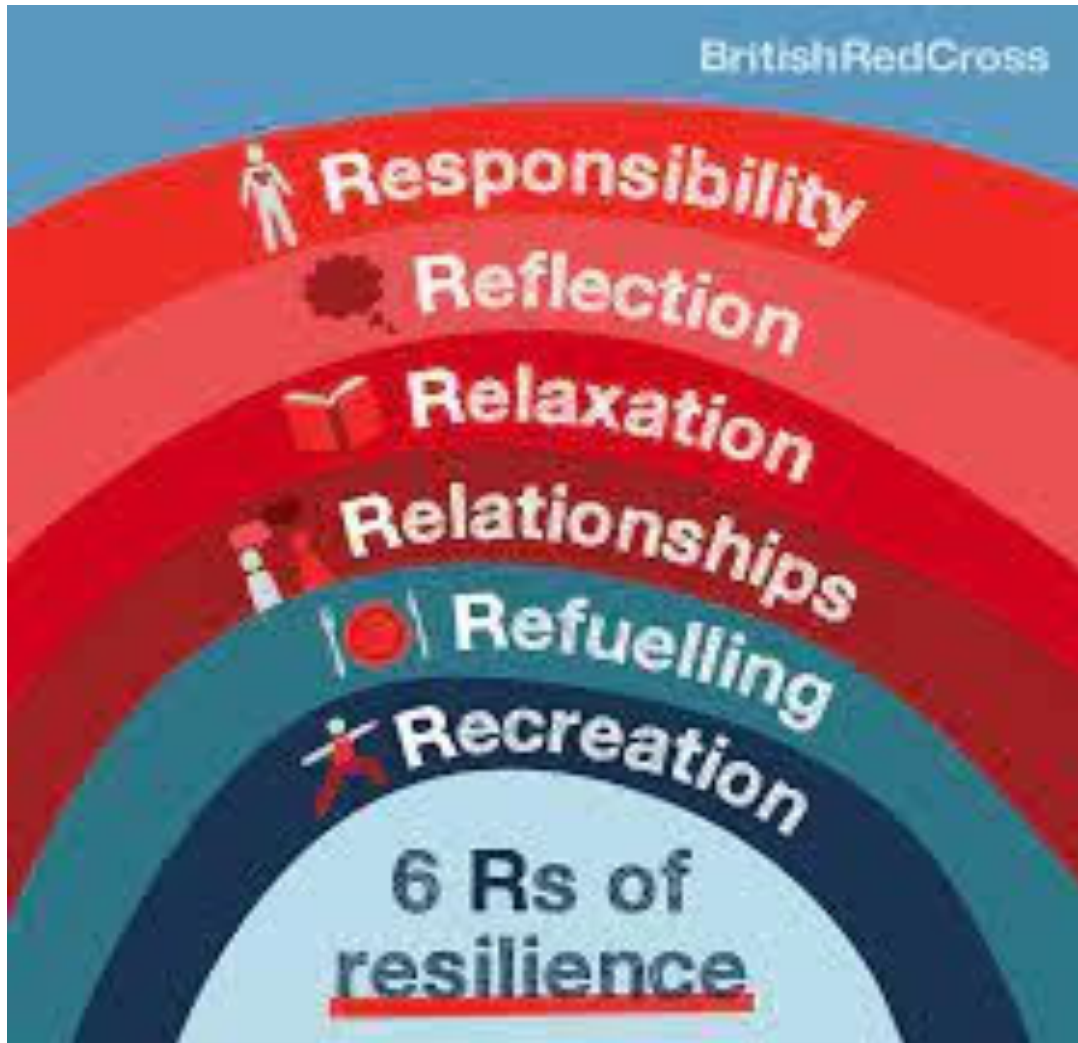 BritishRedCross
Responsibility
Reflection
Relaxation
Relationships
Refuelling
Recreation
6 Rs of
resilience